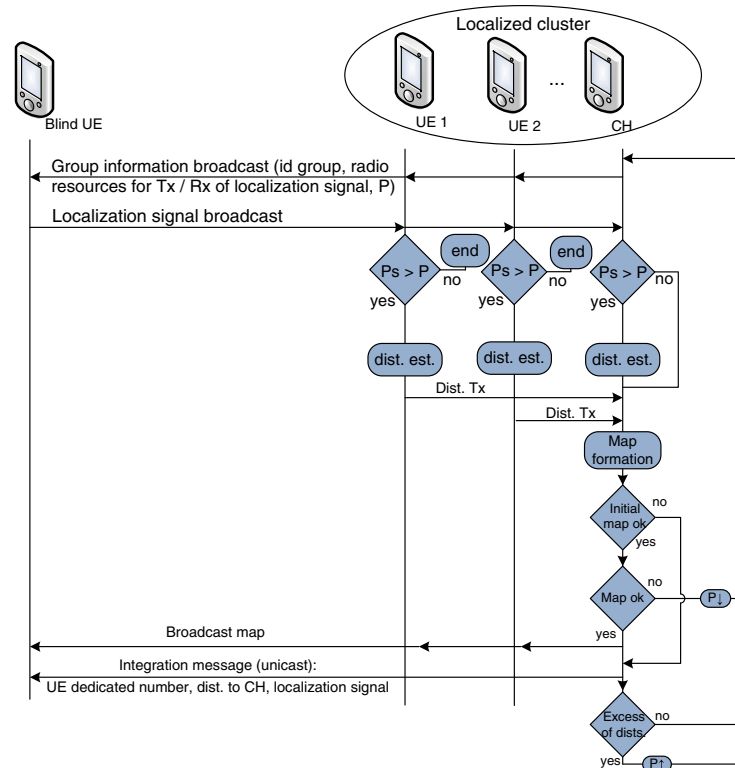 Localized cluster
Blind UE
UE 1
UE 2
...
CH
Group information broadcast (id group, radio
resources for Tx / Rx of localization signal, P)
Localization signal broadcast
end
end
Ps > P
Ps > P
Ps > P
no
no
no
yes
yes
yes
dist. est.
dist. est.
dist. est.
Dist. Tx
Dist. Tx
Map
formation
no
Initial
map ok
yes
no
Map ok
P↓
yes
Broadcast map
Integration message (unicast):
UE dedicated number, dist. to CH, localization signal
Excess
of dists.
no
yes
P↑